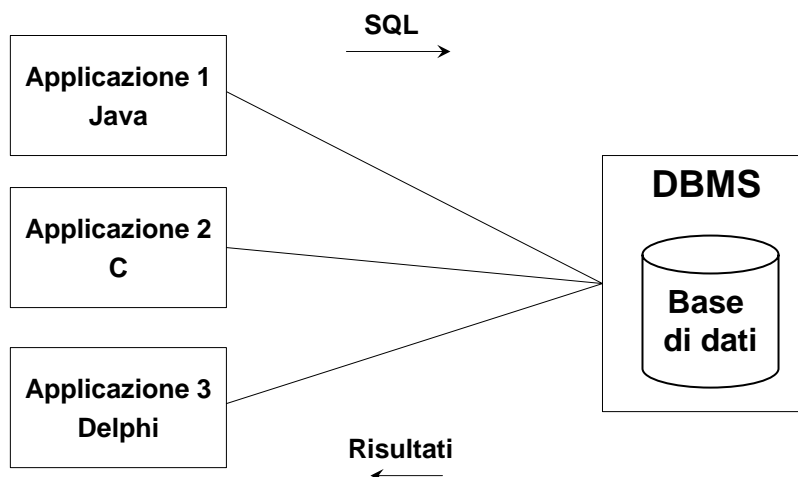 SQL
Applicazione 1
Java
DBMS
Applicazione 2
C
Base
di dati
Applicazione 3
Delphi
Risultati